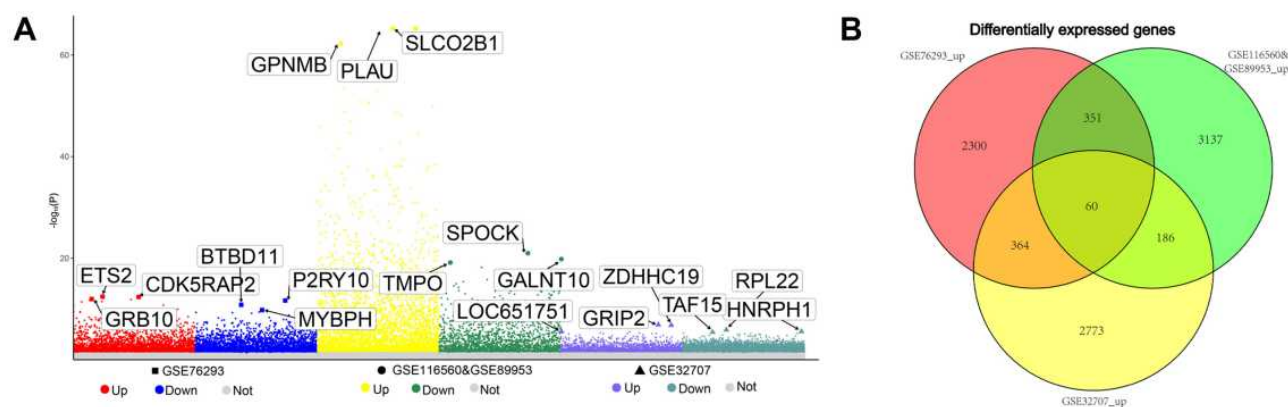 A
B
Differentially expressed genes
-log₁₀(P)
60
40
20
SLCO2B1
GPNMB
PLAU
SPOCK
BTBD11
ETS2
CDK5RAP2
P2RY10
TMPO
GALNT10
ZDHHC19
RPL22
TAF15
GRB10
MYBPH
LOC651751
GRIP2
HNRPH1
GSE76293
GSE116560&GSE89953
GSE32707
Up Down Not
Up Down Not
Up Down Not
GSE76293_up
GSE116560&
GSE89953_up
351
2300
3137
60
364
186
2773
GSE32707_up